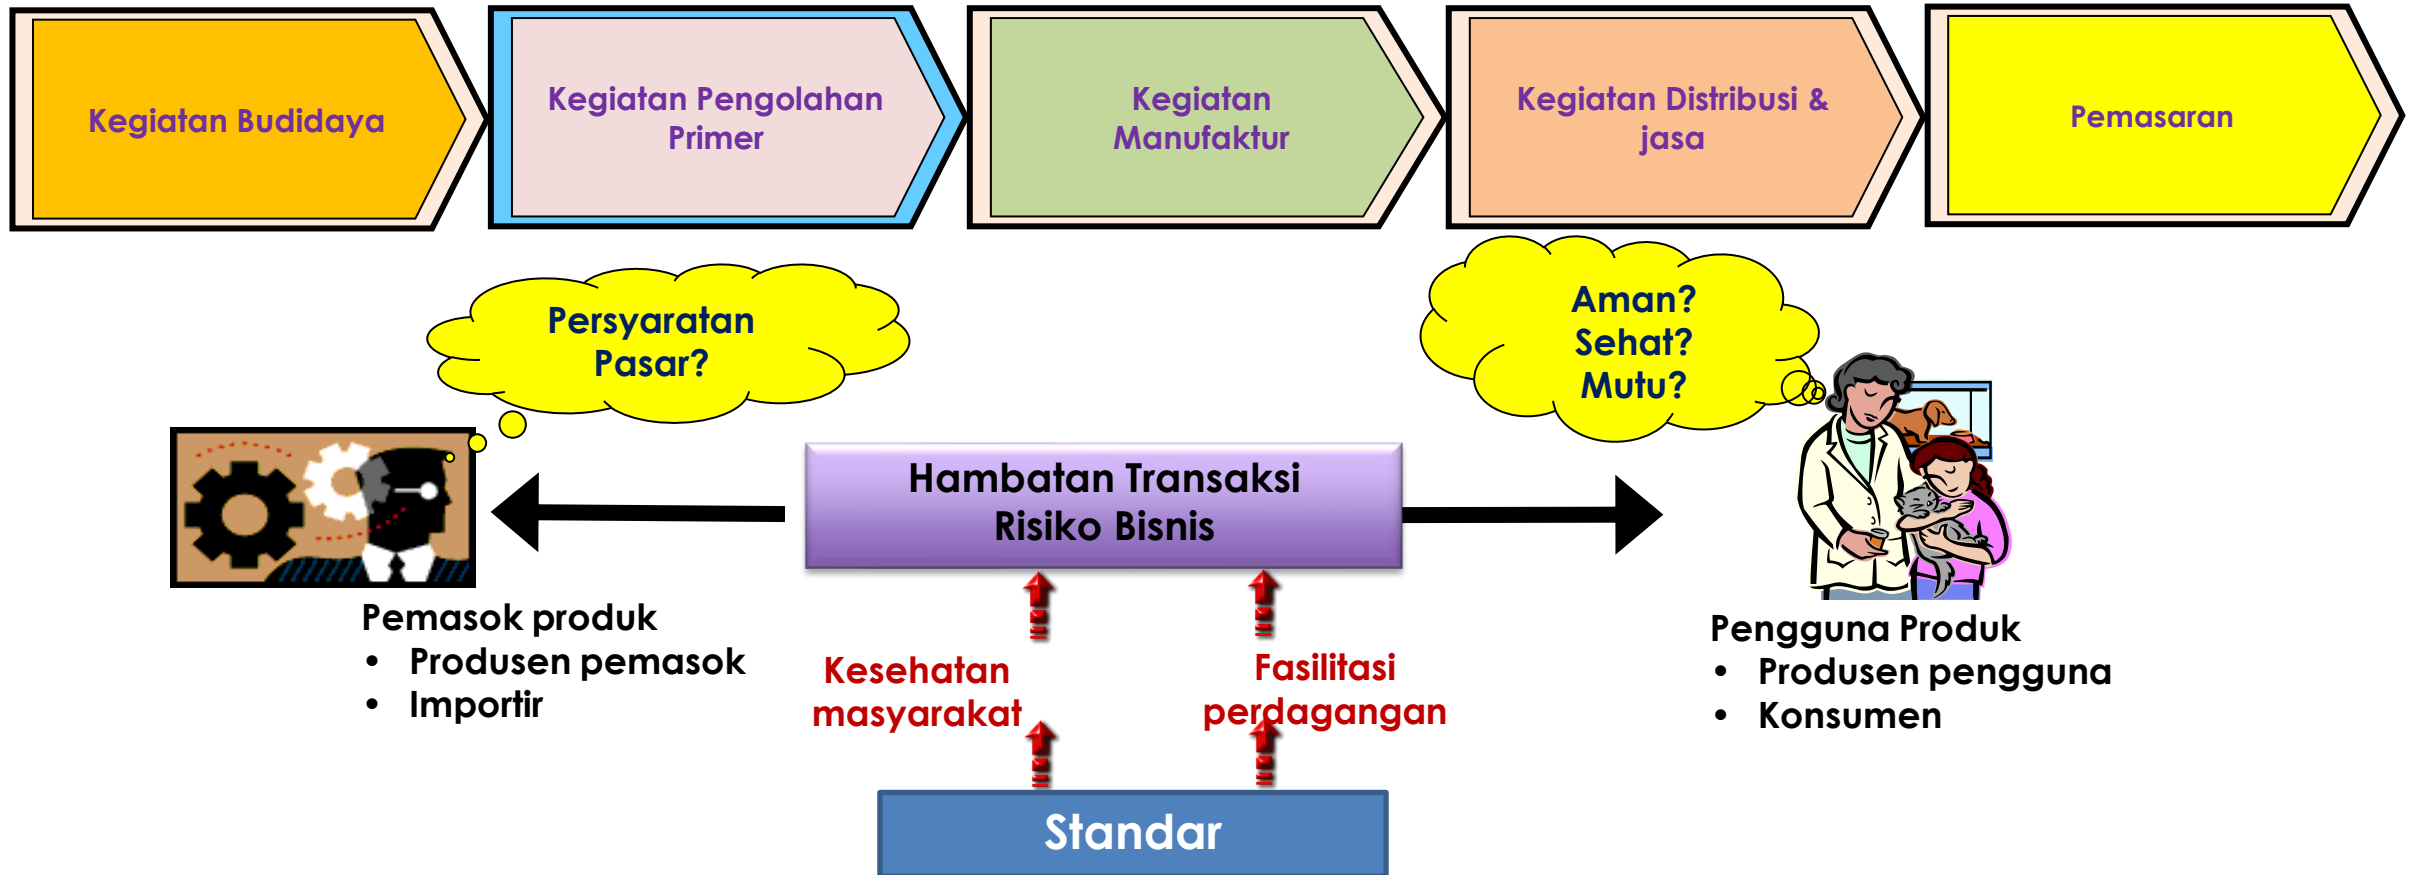 Kegiatan Budidaya
Kegiatan Pengolahan
Primer
Kegiatan
Manufaktur
Kegiatan Distribusi &
jasa
Pemasaran
Persyaratan
Pasar?
Aman?
Sehat?
Mutu?
Hambatan Transaksi
Risiko Bisnis
Pemasok produk
• Produsen pemasok
• Importir
Kesehatan
masyarakat
Fasilitasi
perdagangan
Pengguna Produk
• Produsen pengguna
• Konsumen
Standar